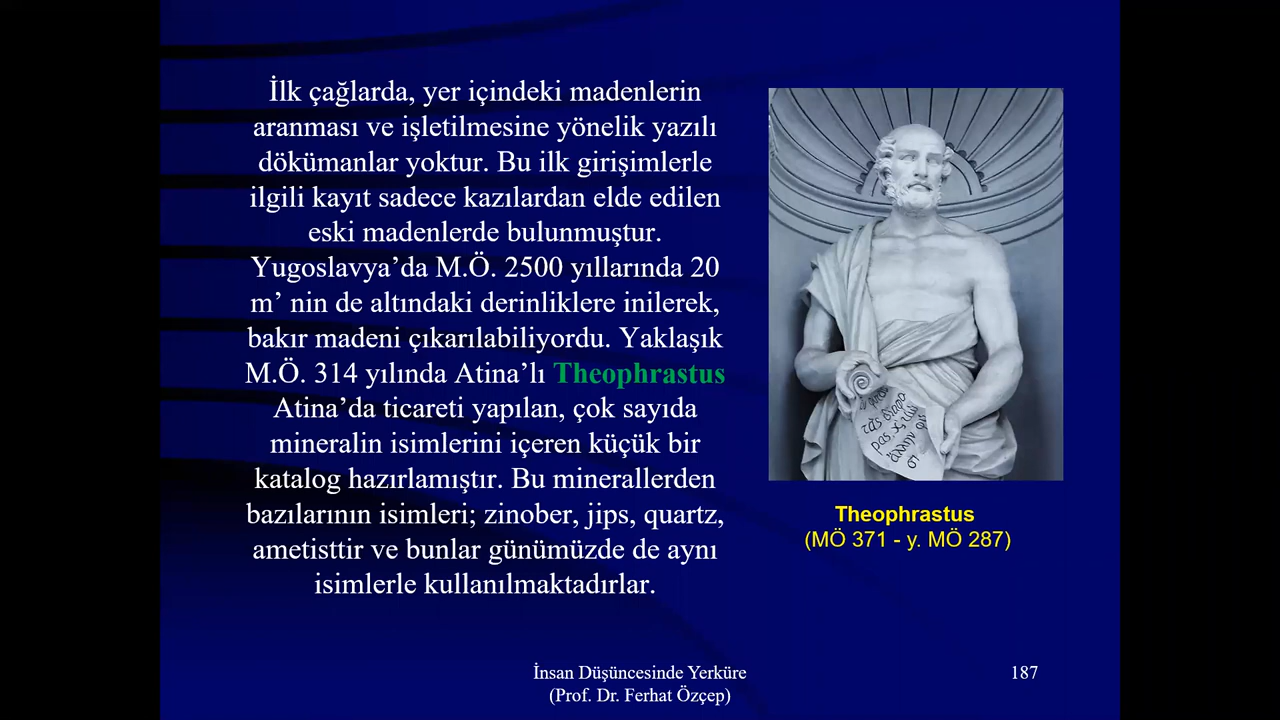 İlk çağlarda, yer içindeki madenlerin
aranması ve işletilmesine yönelik yazılı
dökümanlar yoktur. Bu ilk girişimlerle
ilgili kayıt sadece kazılardan elde edilen
eski madenlerde bulunmuştur.
Yugoslavya’da M.Ö. 2500 yıllarında 20
m’ nin de altındaki derinliklere inilerek,
bakır madeni çıkarılabiliyordu. Yaklaşık
M.Ö. 314 yılında Atina’lı Theophrastus
Atina’da ticareti yapılan, çok sayıda
mineralin isimlerini içeren küçük bir
katalog hazırlamıştır. Bu minerallerden
bazılarının isimleri; zinober, jips, quartz,
ametisttir ve bunlar günümüzde de aynı
isimlerle kullanılmaktadırlar.
Theophrastus
(MÖ 371 - y. MÖ 287)
İnsan Düşüncesinde Yerküre
(Prof. Dr. Ferhat Özçep)
187